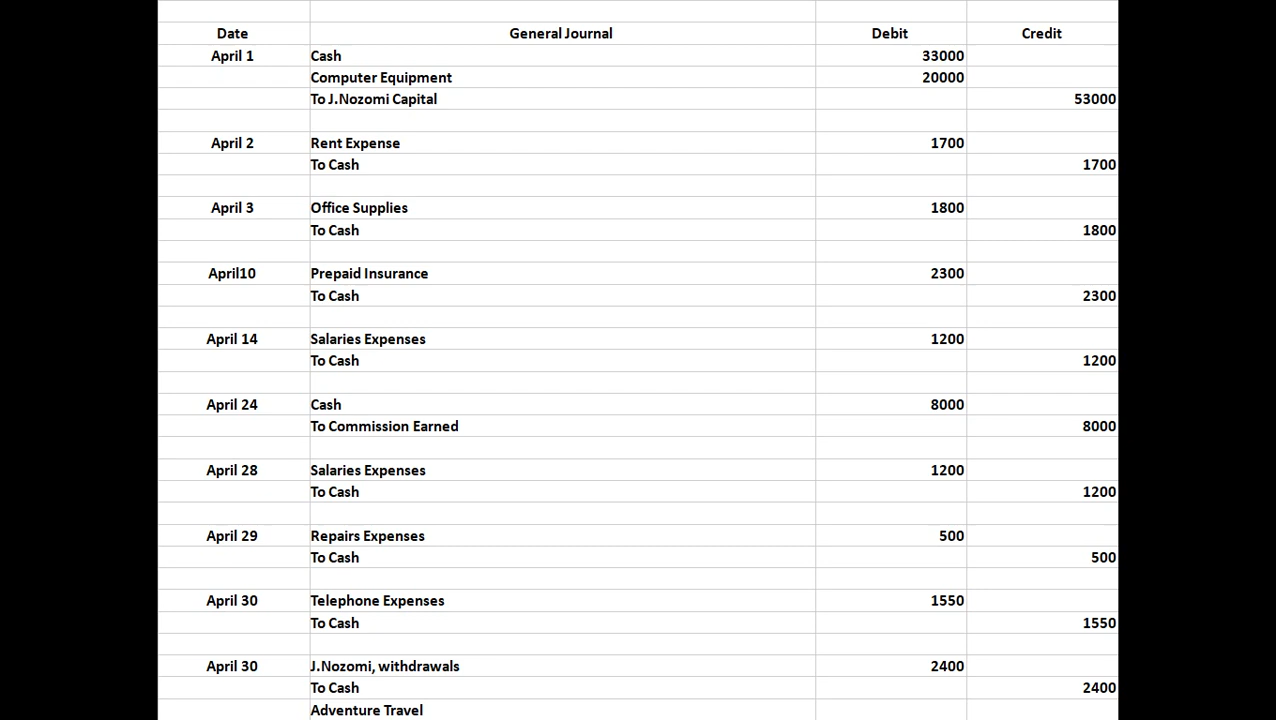 Date General Journal Debit Credit
April 1 Cash 33000
Computer Equipment 20000
To J.Nozomi Capital 53000
April 2 Rent Expense 1700
To Cash 1700
April 3 Office Supplies 1800
To Cash 1800
April10 Prepaid Insurance 2300
To Cash 2300
April 14 Salaries Expenses 1200
To Cash 1200
April 24 Cash 8000
To Commission Earned 8000
April 28 Salaries Expenses 1200
To Cash 1200
April 29 Repairs Expenses 500
To Cash 500
April 30 Telephone Expenses 1550
To Cash 1550
April 30 J.Nozomi, withdrawals 2400
To Cash 2400
Adventure Travel